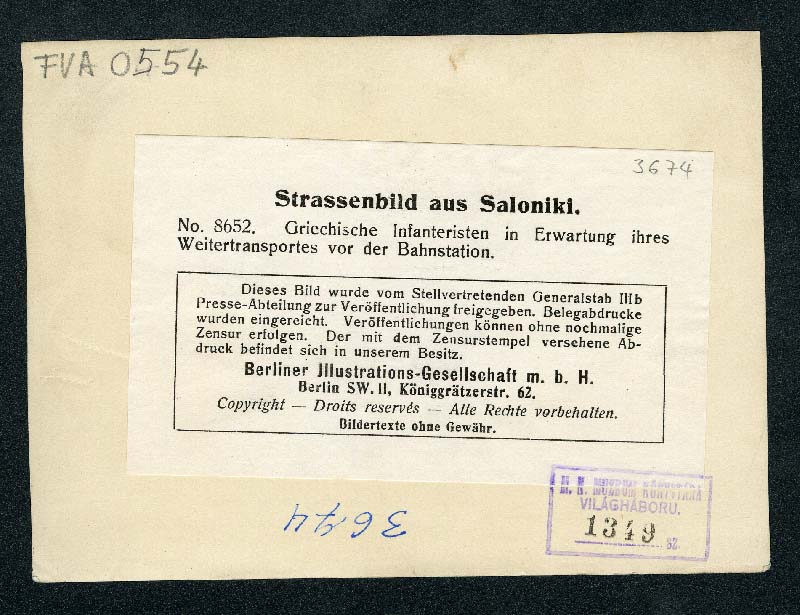 FVA 0554
3674
Strassenbild aus Saloniki.
No. 8652. Griechische Infanteristen in Erwartung ihres
Weitertransportes vor der Bahnstation.
Dieses Bild wurde vom Stellvertretenden Generalstab IIIb
Presse-Abteilung zur Veröffentlichung freigegeben. Belegabdrucke
wurden eingereicht. Veröffentlichungen können ohne nochmalige
Zensur erfolgen. Der mit dem Zensurstempel versehene Ab-
druck befindet sich in unserem Besitz.
Berliner Jllustrations-Gesellschaft m. b. H.
Berlin SW. 11, Königgrätzerstr. 62.
Copyright — Droits reservés — Alle Rechte vorbehalten.
Bildertexte ohne Gewähr.
3674
VILÁGHÁBORU.
1349